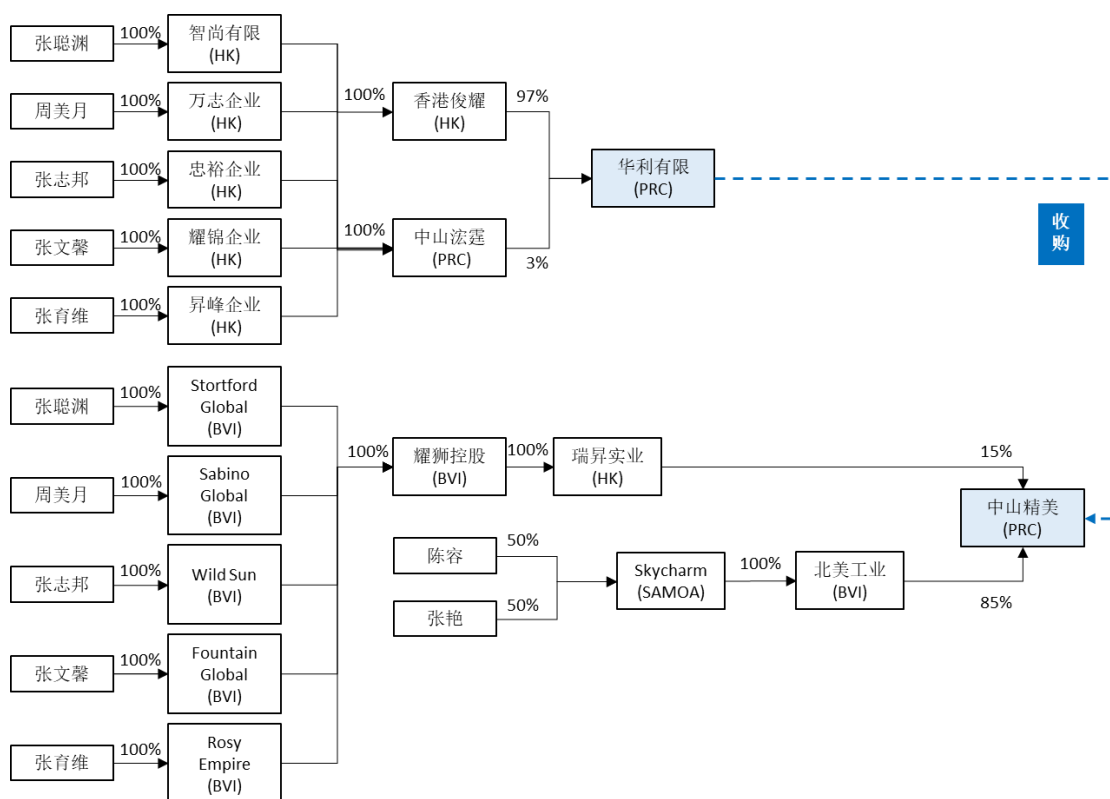 张聪渊
100%
智尚有限
(HK)
周美月
100%
万志企业
(HK)
100%
香港俊耀
(HK)
97%
张志邦
100%
忠裕企业
(HK)
华利有限
(PRC)
收
购
张文馨
100%
耀锦企业
(HK)
100%
中山浤霆
(PRC)
3%
张育维
100%
昇峰企业
(HK)
张聪渊
100%
Stortford
Global
(BVI)
周美月
100%
Sabino
Global
(BVI)
100%
耀狮控股
(BVI)
100%
瑞昇实业
(HK)
15%
中山精美
(PRC)
张志邦
100%
Wild Sun
(BVI)
陈容
50%
张艳
50%
Skycharm
(SAMOA)
100%
北美工业
(BVI)
85%
张文馨
100%
Fountain
Global
(BVI)
张育维
100%
Rosy
Empire
(BVI)